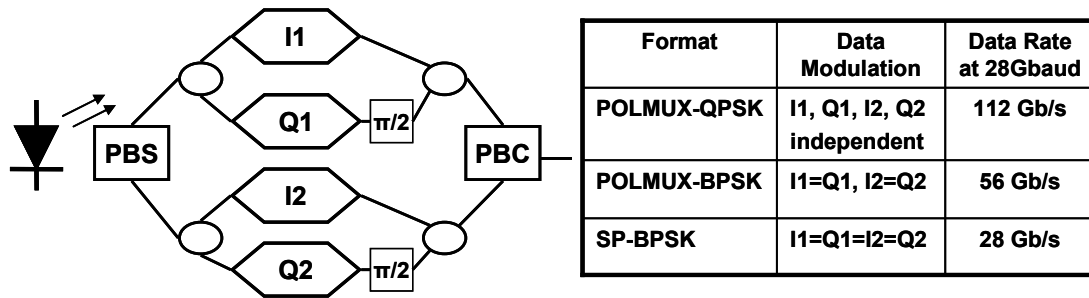 I1
Q1
π/2
PBS
PBC
I2
Q2
π/2
Format
Data Modulation
Data Rate at 28Gbaud
POLMUX-QPSK
I1, Q1, I2, Q2 independent
112 Gb/s
POLMUX-BPSK
I1=Q1, I2=Q2
56 Gb/s
SP-BPSK
I1=Q1=I2=Q2
28 Gb/s